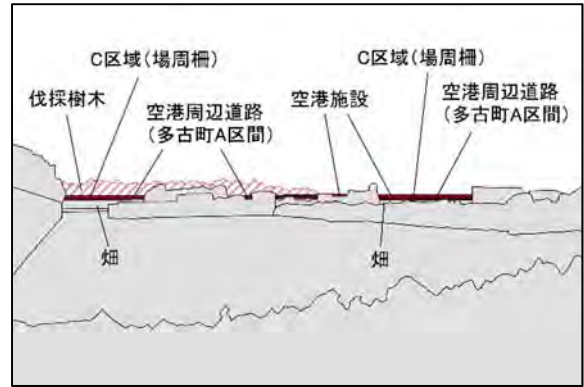 C区域(場周柵)
伐採樹木
空港周辺道路
(多古町A区間)
空港施設
C区域(場周柵)
空港周辺道路
(多古町A区間)
畑
畑